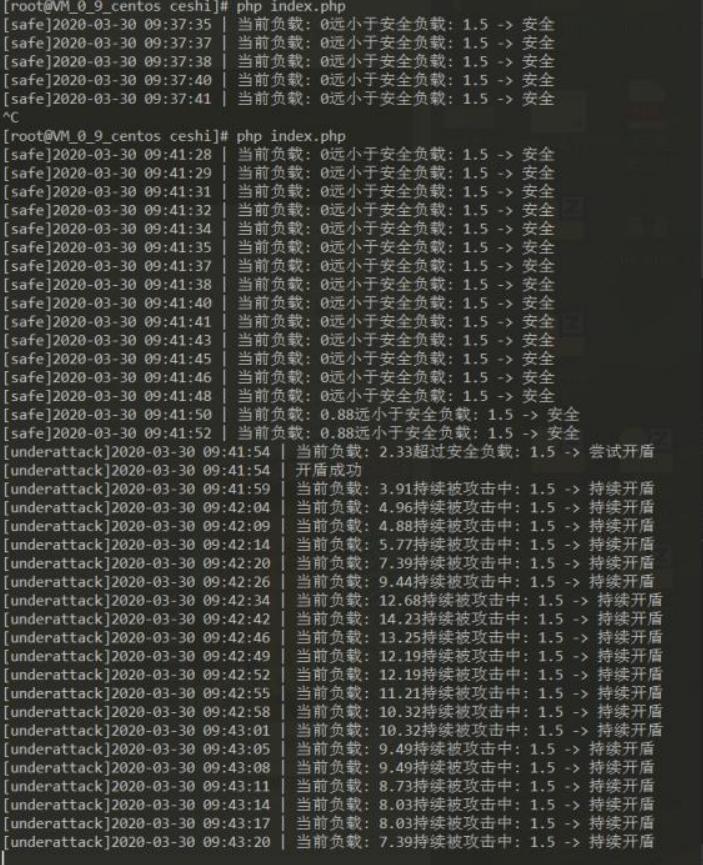 [root@VM_0_9_centos ceshi]# php index.php
[safe]2020-03-30 09:37:35 | 当前负载: 0远小于安全负载: 1.5 -> 安全
[safe]2020-03-30 09:37:37 | 当前负载: 0远小于安全负载: 1.5 -> 安全
[safe]2020-03-30 09:37:38 | 当前负载: 0远小于安全负载: 1.5 -> 安全
[safe]2020-03-30 09:37:40 | 当前负载: 0远小于安全负载: 1.5 -> 安全
[safe]2020-03-30 09:37:41 | 当前负载: 0远小于安全负载: 1.5 -> 安全
^C
[root@VM_0_9_centos ceshi]# php index.php
[safe]2020-03-30 09:41:28 | 当前负载: 0远小于安全负载: 1.5 -> 安全
[safe]2020-03-30 09:41:29 | 当前负载: 0远小于安全负载: 1.5 -> 安全
[safe]2020-03-30 09:41:31 | 当前负载: 0远小于安全负载: 1.5 -> 安全
[safe]2020-03-30 09:41:32 | 当前负载: 0远小于安全负载: 1.5 -> 安全
[safe]2020-03-30 09:41:34 | 当前负载: 0远小于安全负载: 1.5 -> 安全
[safe]2020-03-30 09:41:35 | 当前负载: 0远小于安全负载: 1.5 -> 安全
[safe]2020-03-30 09:41:37 | 当前负载: 0远小于安全负载: 1.5 -> 安全
[safe]2020-03-30 09:41:38 | 当前负载: 0远小于安全负载: 1.5 -> 安全
[safe]2020-03-30 09:41:40 | 当前负载: 0远小于安全负载: 1.5 -> 安全
[safe]2020-03-30 09:41:41 | 当前负载: 0远小于安全负载: 1.5 -> 安全
[safe]2020-03-30 09:41:43 | 当前负载: 0远小于安全负载: 1.5 -> 安全
[safe]2020-03-30 09:41:45 | 当前负载: 0远小于安全负载: 1.5 -> 安全
[safe]2020-03-30 09:41:46 | 当前负载: 0远小于安全负载: 1.5 -> 安全
[safe]2020-03-30 09:41:48 | 当前负载: 0远小于安全负载: 1.5 -> 安全
[safe]2020-03-30 09:41:50 | 当前负载: 0.88远小于安全负载: 1.5 -> 安全
[safe]2020-03-30 09:41:52 | 当前负载: 0.88远小于安全负载: 1.5 -> 安全
[underattack]2020-03-30 09:41:54 | 当前负载: 2.33超过安全负载: 1.5 -> 尝试开盾
[underattack]2020-03-30 09:41:54 | 开盾成功
[underattack]2020-03-30 09:41:59 | 当前负载: 3.91持续被攻击中: 1.5 -> 持续开盾
[underattack]2020-03-30 09:42:04 | 当前负载: 4.96持续被攻击中: 1.5 -> 持续开盾
[underattack]2020-03-30 09:42:09 | 当前负载: 4.88持续被攻击中: 1.5 -> 持续开盾
[underattack]2020-03-30 09:42:14 | 当前负载: 5.77持续被攻击中: 1.5 -> 持续开盾
[underattack]2020-03-30 09:42:20 | 当前负载: 7.39持续被攻击中: 1.5 -> 持续开盾
[underattack]2020-03-30 09:42:26 | 当前负载: 9.44持续被攻击中: 1.5 -> 持续开盾
[underattack]2020-03-30 09:42:34 | 当前负载: 12.68持续被攻击中: 1.5 -> 持续开盾
[underattack]2020-03-30 09:42:42 | 当前负载: 14.23持续被攻击中: 1.5 -> 持续开盾
[underattack]2020-03-30 09:42:46 | 当前负载: 13.25持续被攻击中: 1.5 -> 持续开盾
[underattack]2020-03-30 09:42:49 | 当前负载: 12.19持续被攻击中: 1.5 -> 持续开盾
[underattack]2020-03-30 09:42:52 | 当前负载: 12.19持续被攻击中: 1.5 -> 持续开盾
[underattack]2020-03-30 09:42:55 | 当前负载: 11.21持续被攻击中: 1.5 -> 持续开盾
[underattack]2020-03-30 09:42:58 | 当前负载: 10.32持续被攻击中: 1.5 -> 持续开盾
[underattack]2020-03-30 09:43:01 | 当前负载: 10.32持续被攻击中: 1.5 -> 持续开盾
[underattack]2020-03-30 09:43:05 | 当前负载: 9.49持续被攻击中: 1.5 -> 持续开盾
[underattack]2020-03-30 09:43:08 | 当前负载: 9.49持续被攻击中: 1.5 -> 持续开盾
[underattack]2020-03-30 09:43:11 | 当前负载: 8.73持续被攻击中: 1.5 -> 持续开盾
[underattack]2020-03-30 09:43:14 | 当前负载: 8.03持续被攻击中: 1.5 -> 持续开盾
[underattack]2020-03-30 09:43:17 | 当前负载: 8.03持续被攻击中: 1.5 -> 持续开盾
[underattack]2020-03-30 09:43:20 | 当前负载: 7.39持续被攻击中: 1.5 -> 持续开盾